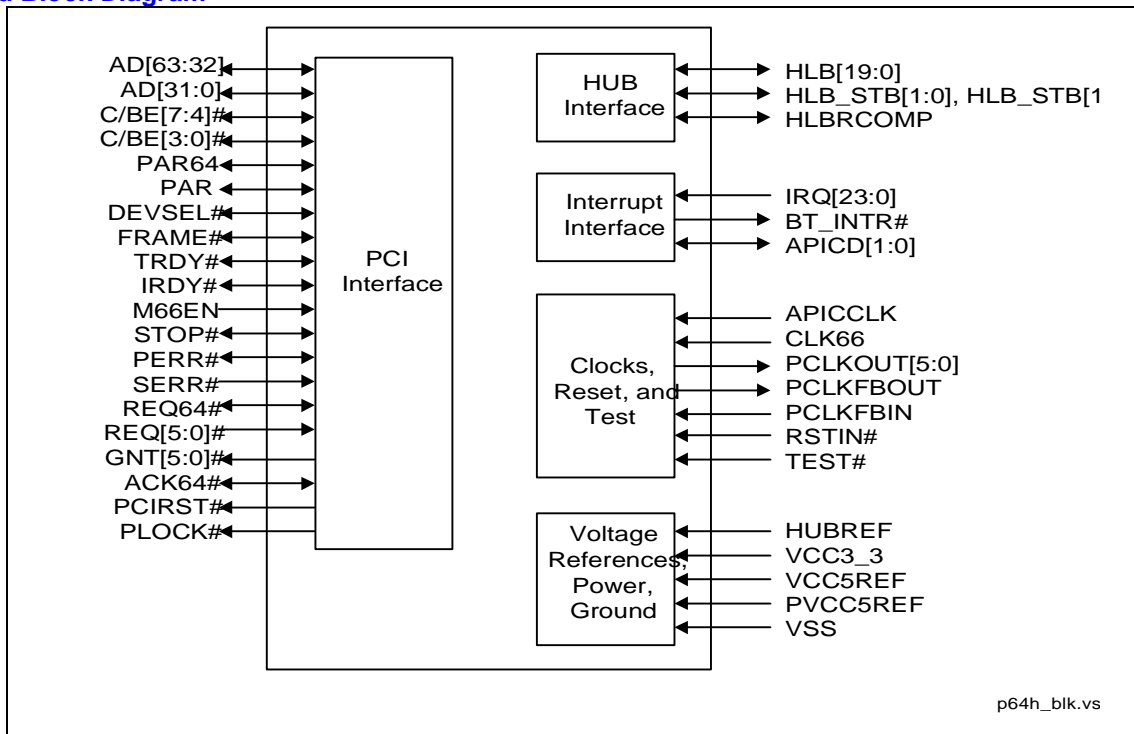 Block Diagram
AD[63:32]
AD[31:0]
C/BE[7:4]#
C/BE[3:0]#
PAR64
PAR
DEVSEL#
FRAME#
TRDY#
IRDY#
M66EN
STOP#
PERR#
SERR#
REQ64#
REQ[5:0]#
GNT[5:0]#
ACK64#
PCIRST#
PLOCK#
PCI
Interface
HUB
Interface
HLB[19:0]
HLB_STB[1:0], HLB_STB[1
HLBRCOMP
Interrupt
Interface
IRQ[23:0]
BT_INTR#
APICD[1:0]
Clocks,
Reset, and
Test
APICCLK
CLK66
PCLKOUT[5:0]
PCLKFBOUT
PCLKFBIN
RSTIN#
TEST#
Voltage
References,
Power,
Ground
HUBREF
VCC3_3
VCC5REF
PVCC5REF
VSS
p64h_blk.vs